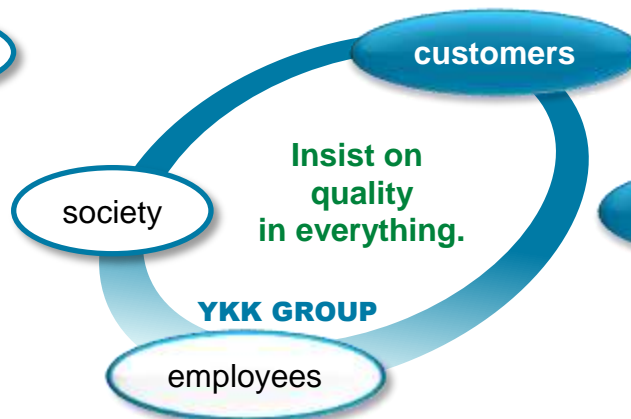 customers
Insist on
quality
in everything.
society
YKK GROUP
employees